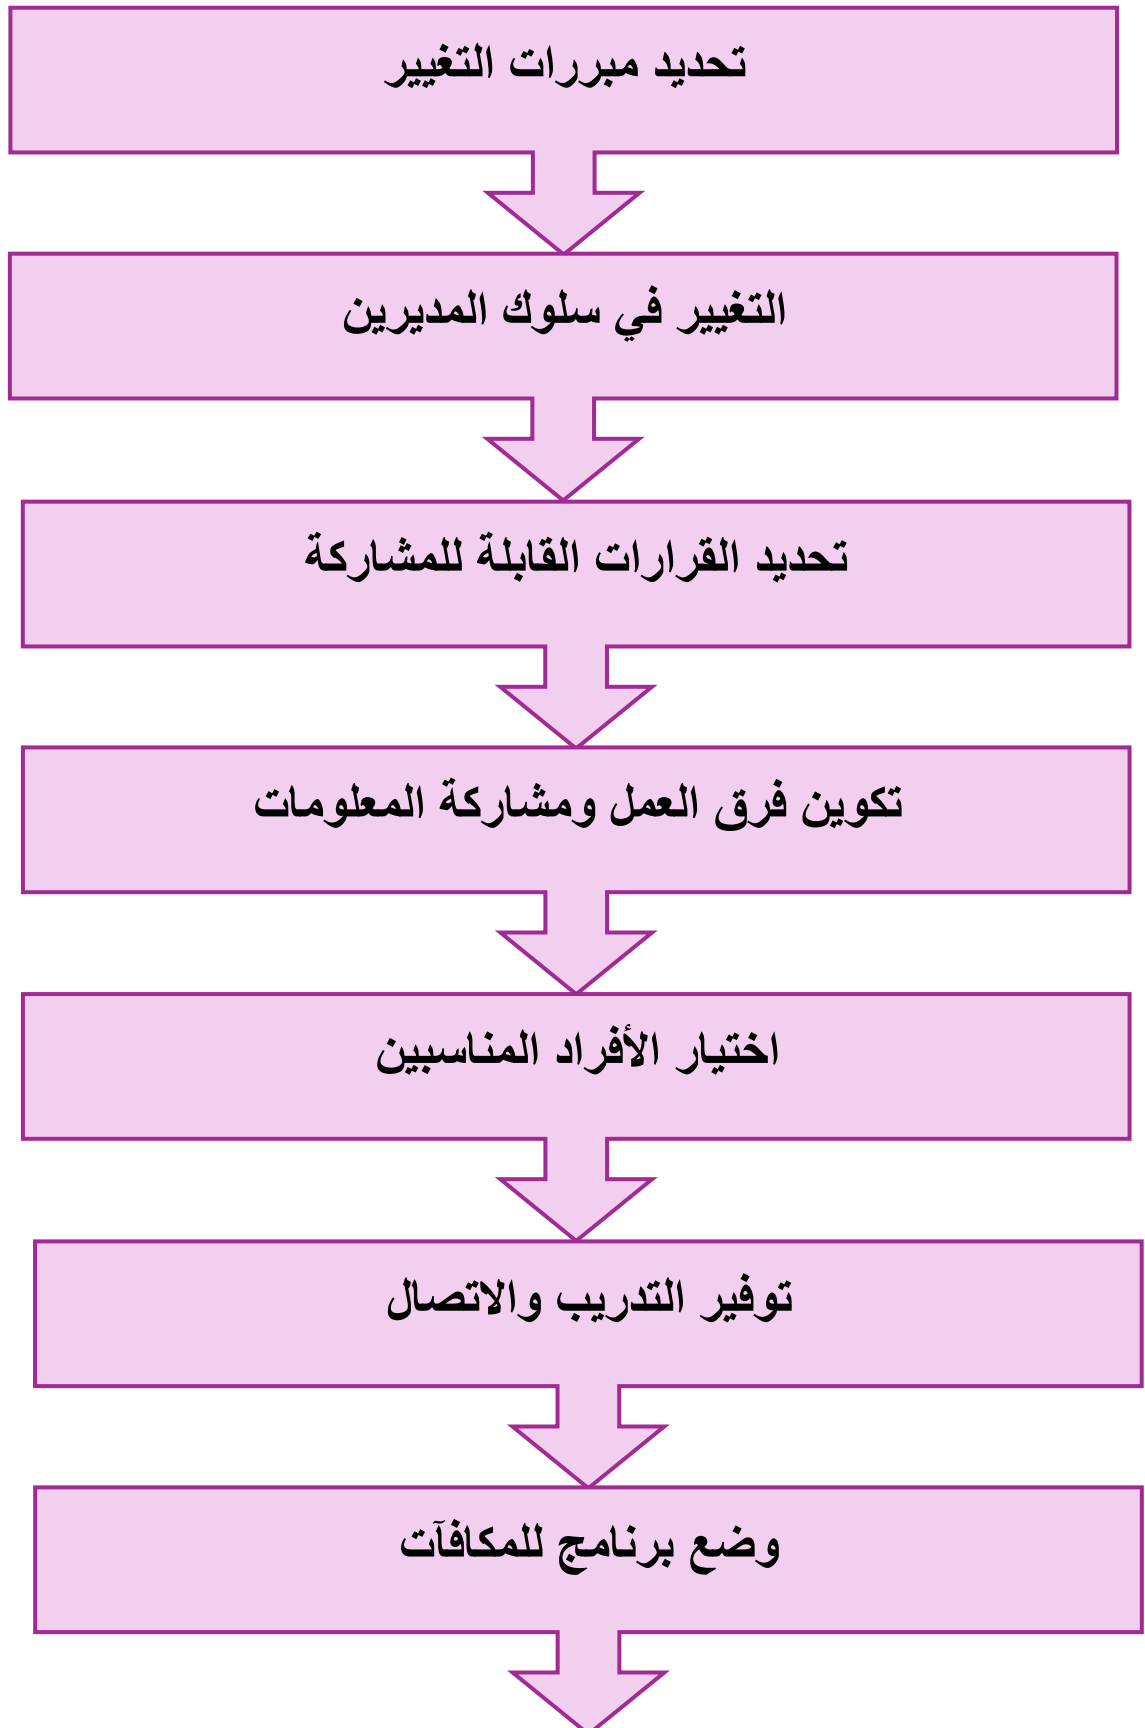 تحديد مبررات التغيير
التغيير في سلوك المديرين
تحديد القرارات القابلة للمشاركة
تكوين فرق العمل ومشاركة المعلومات
اختيار الأفراد المناسبين
توفير التدريب والاتصال
وضع برنامج للمكافآت